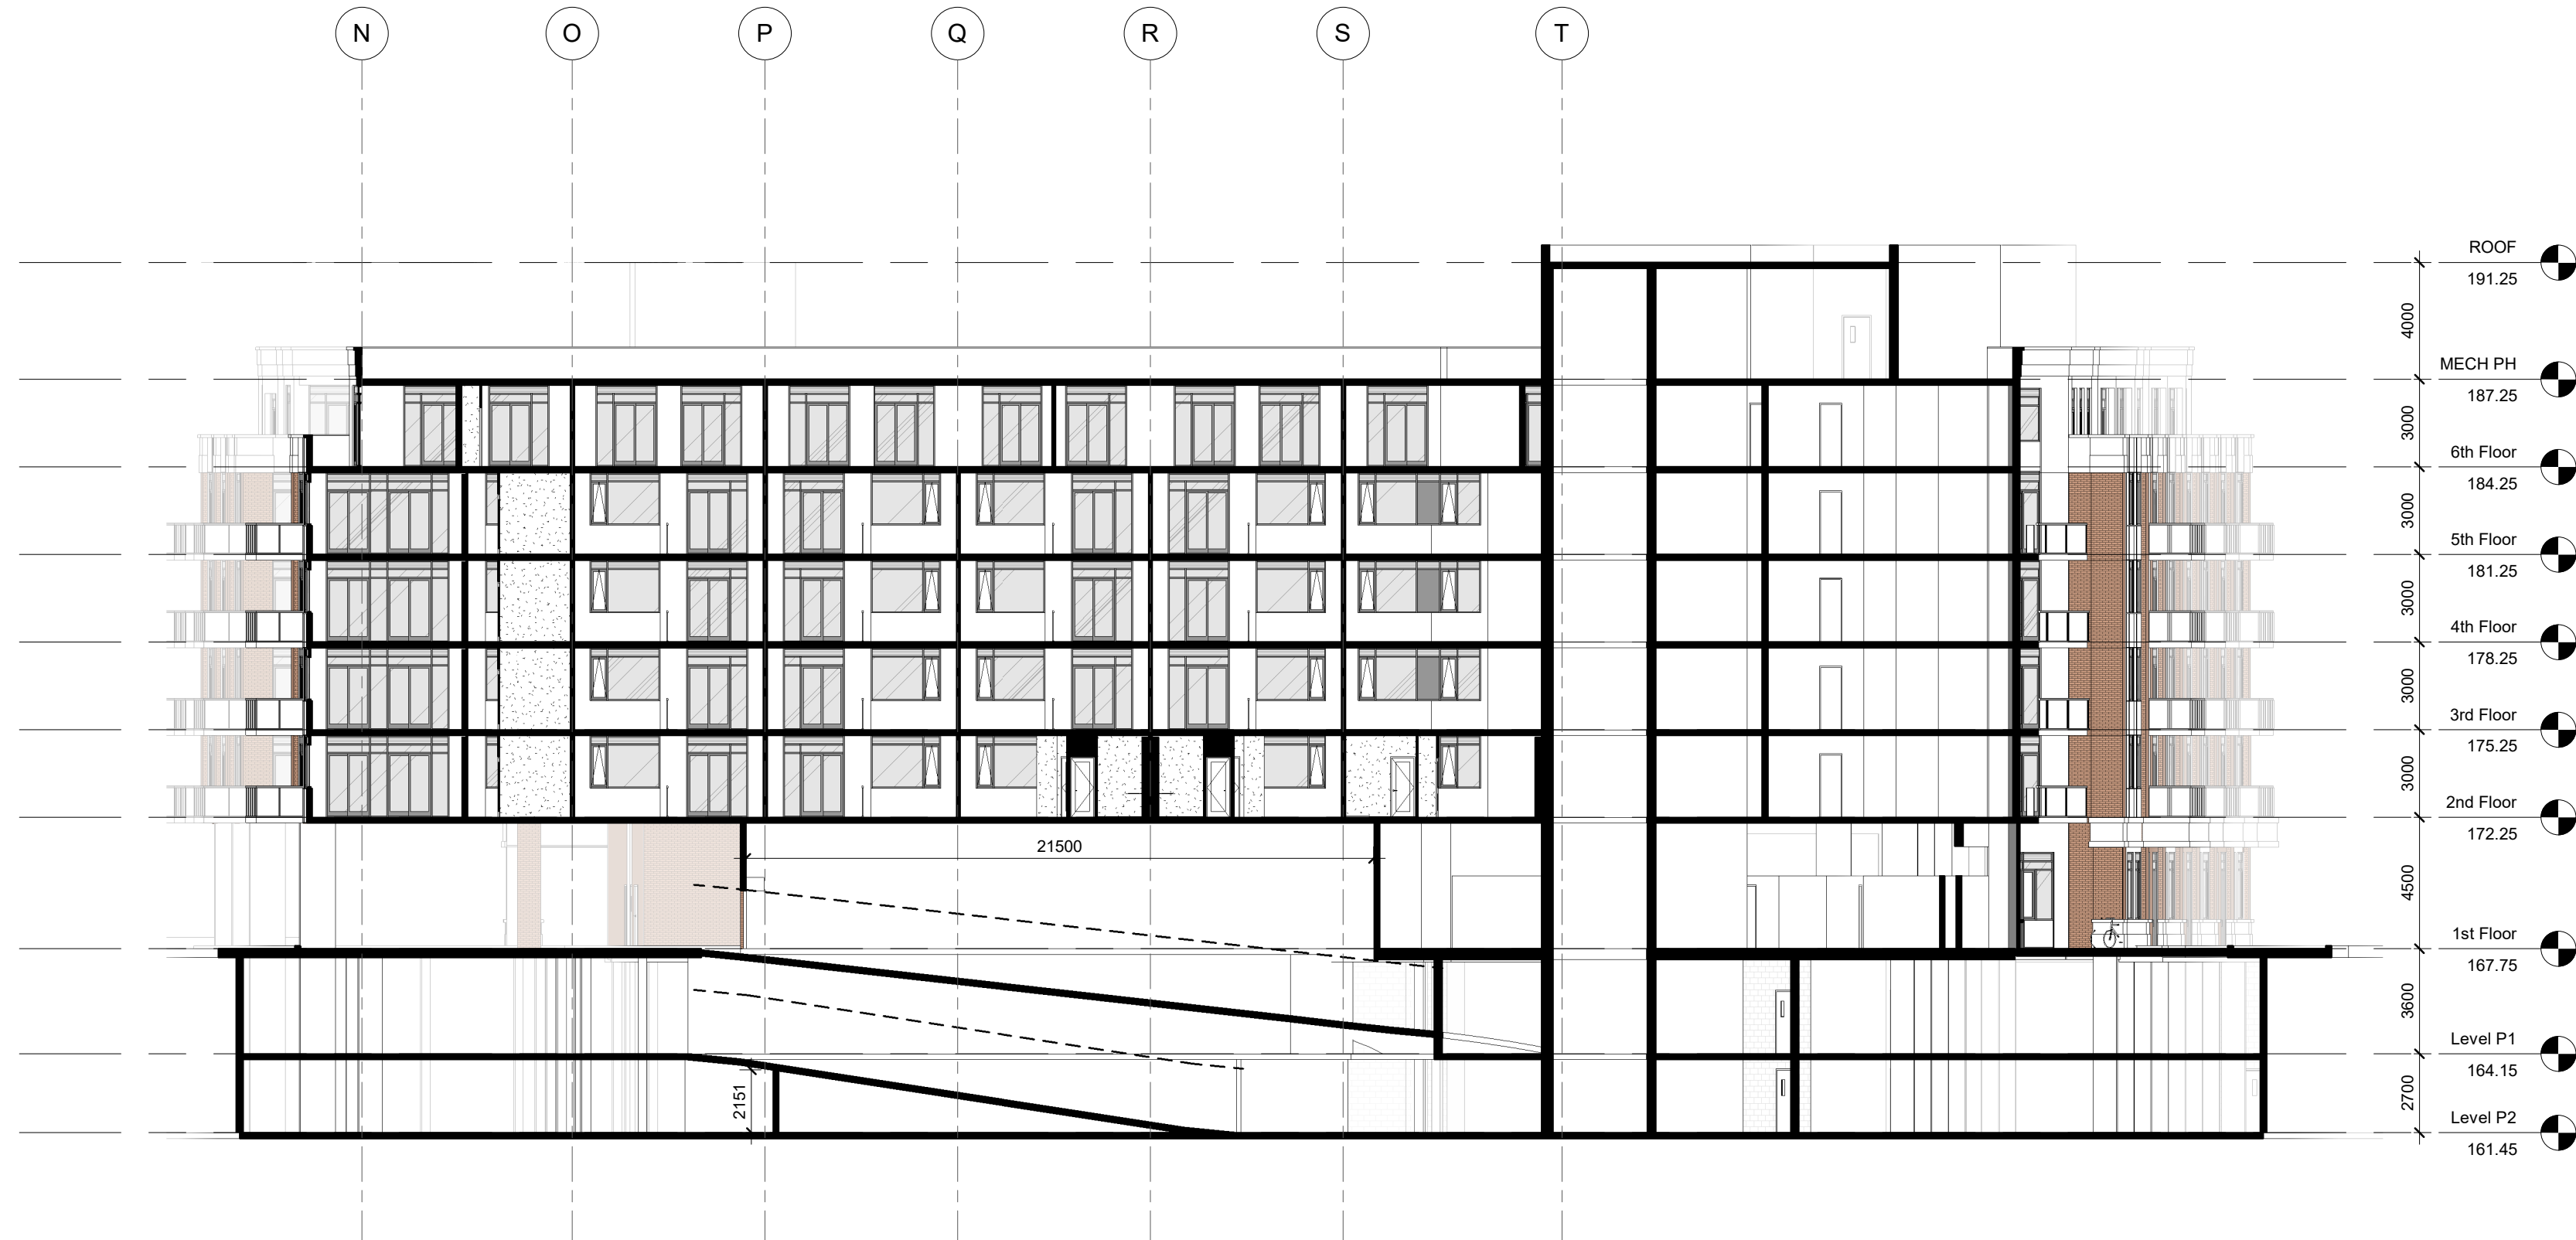 N O P Q R S T
ROOF
191.25
4000
MECH PH
187.25
3000
6th Floor
184.25
3000
5th Floor
181.25
3000
4th Floor
178.25
3000
3rd Floor
175.25
3000
2nd Floor
172.25
21500
4500
1st Floor
167.75
3600
Level P1
164.15
2151
2700
Level P2
161.45